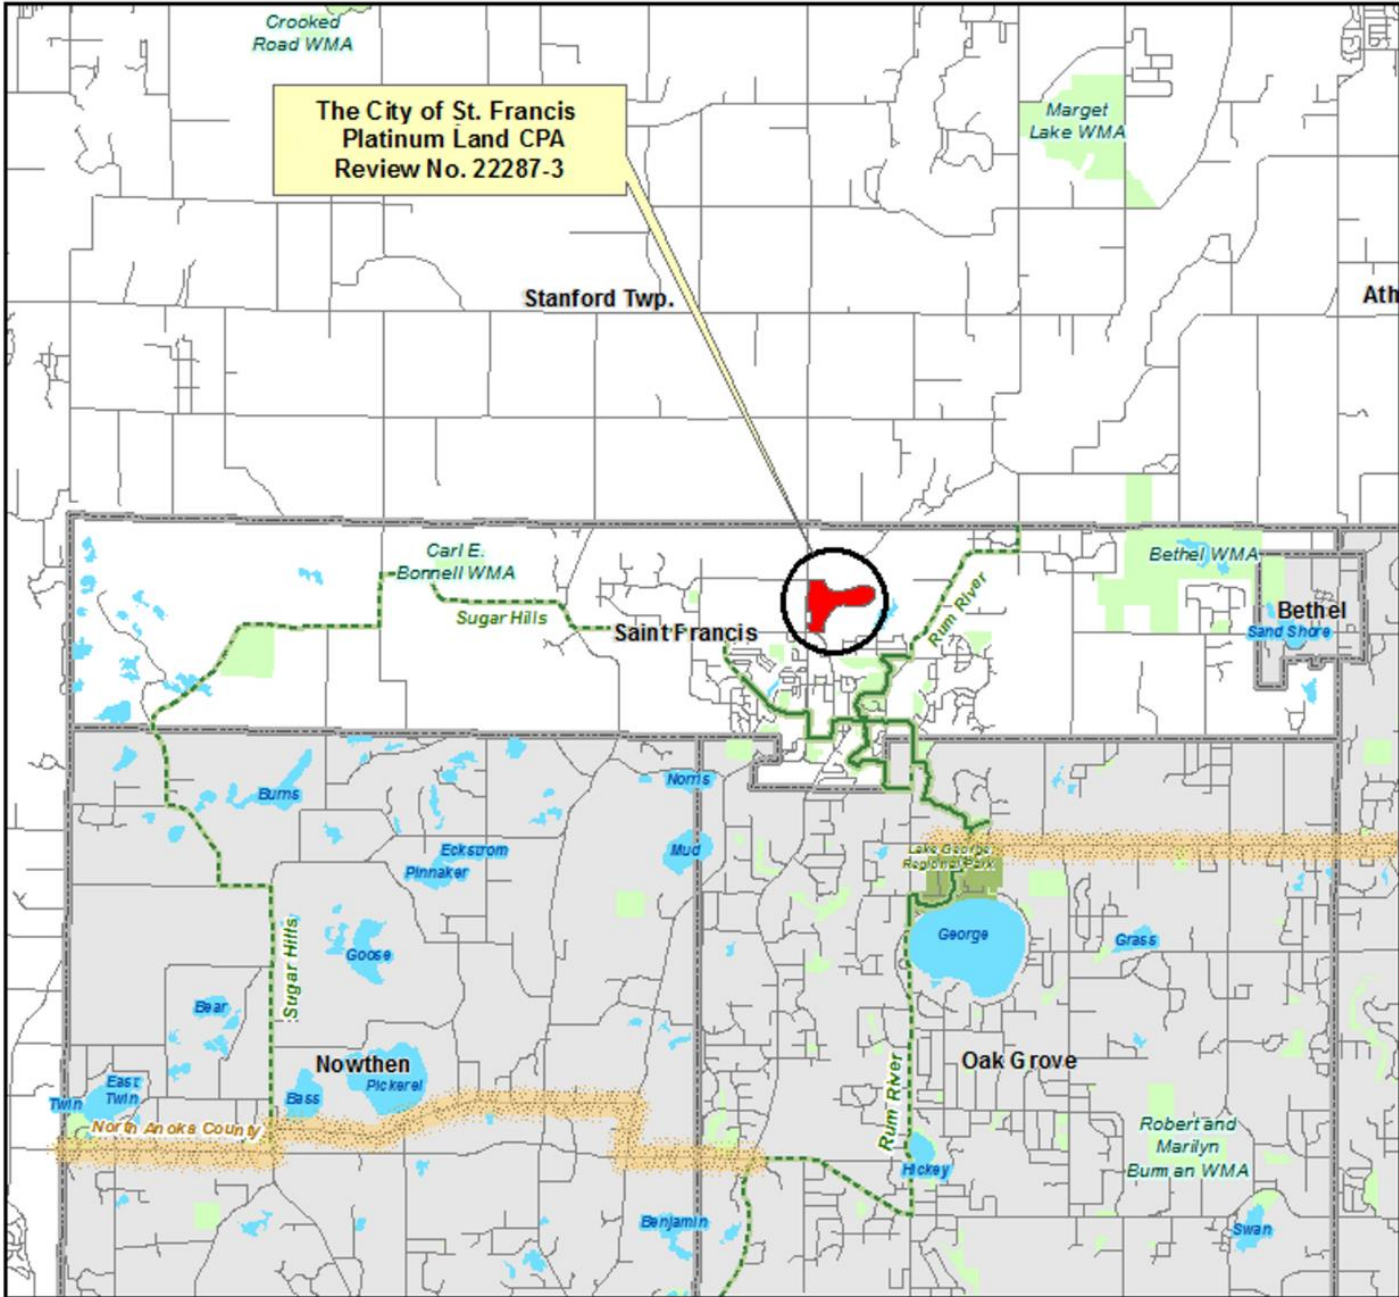 Crooked
Road WMA
The City of St. Francis
Platinum Land CPA
Review No. 22287-3
Marget
Lake WMA
Stanford Twp.
Ath
Carl E.
Bonnell WMA
Sugar Hills
Saint Francis
Rum River
Bethel WMA
Bethel
Sand Shore
Burns
Norris
Eckstrom
Pinnaker
Mud
Lake George
Regional Park
George
Grass
Goose
Sugar Hills
Bear
Nowthen
Pickerel
Oak Grove
East
Twin
Twin
Bass
North Anoka County
Rum River
Hickey
Robert and
Marilyn
Burman WMA
Benjamin
Swan